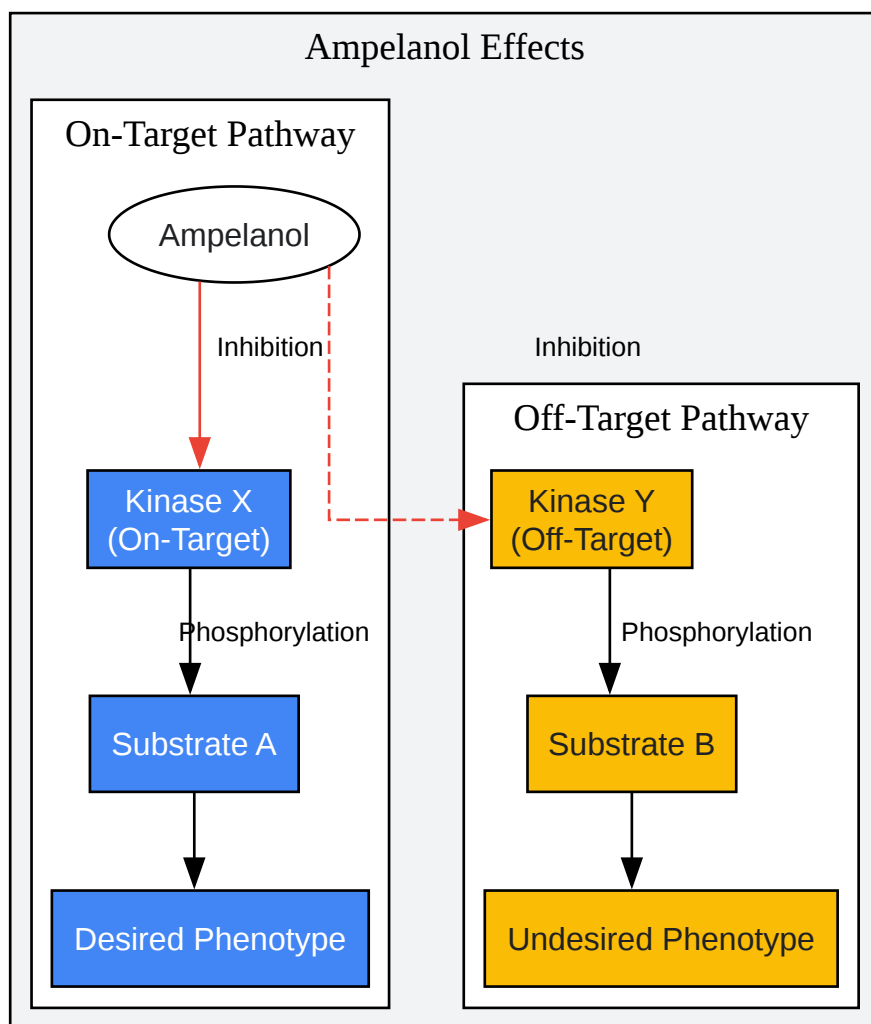 Ampelanol Effects
On-Target Pathway
Ampelanol
Inhibition
Inhibition
Off-Target Pathway
Kinase X
(On-Target)
Kinase Y
(Off-Target)
Phosphorylation
Phosphorylation
Substrate A
Substrate B
Desired Phenotype
Undesired Phenotype